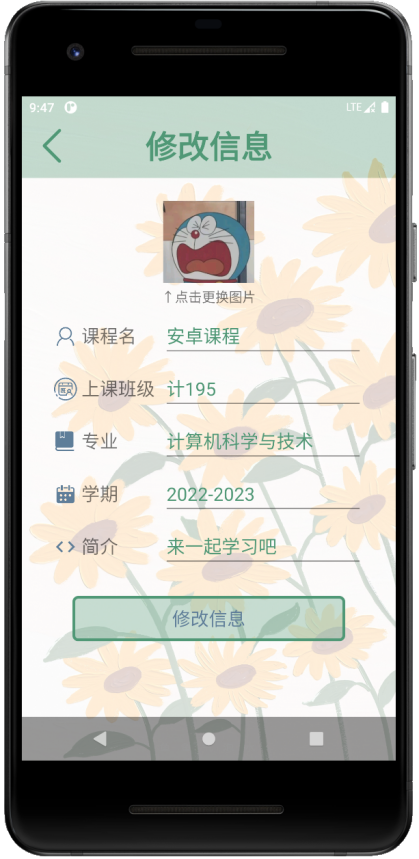 9:47
LTE
修改信息
↑点击更换图片
课程名 安卓课程
上课班级 计195
专业 计算机科学与技术
学期 2022-2023
简介 来一起学习吧
修改信息